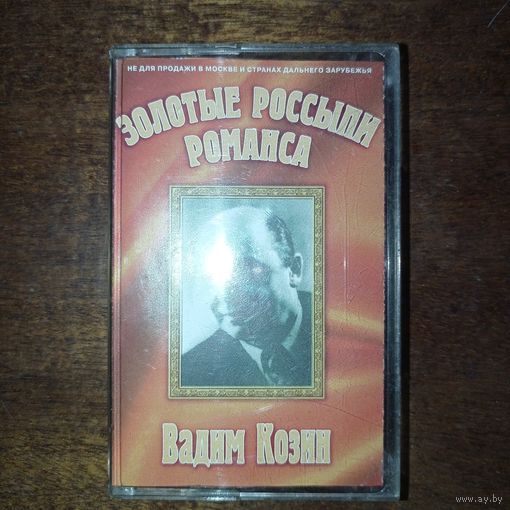 НЕ ДЛЯ ПРОДАЖИ В МОСКВЕ И СТРАНАХ ДАЛЬНЕГО ЗАРУБЕЖЬЯ
ЗОЛОТЫЕ РОССЫПИ
РОМАНСА
Вадим Козин
www.ay.by